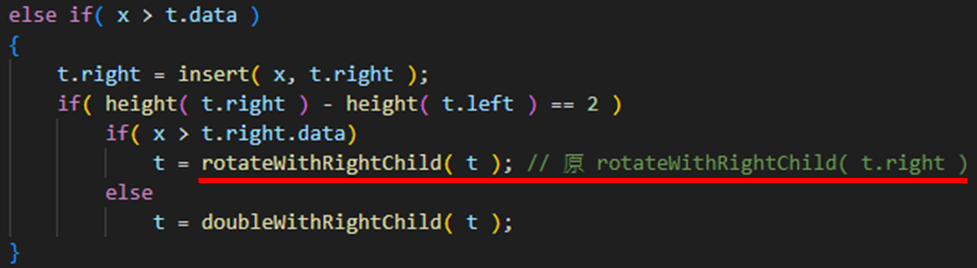 else if( x > t.data )
{
    t.right = insert( x, t.right );
    if( height( t.right ) - height( t.left ) == 2 )
        if( x > t.right.data)
            t = rotateWithRightChild( t ); // 原 rotateWithRightChild( t.right )
        else
            t = doubleWithRightChild( t );
}